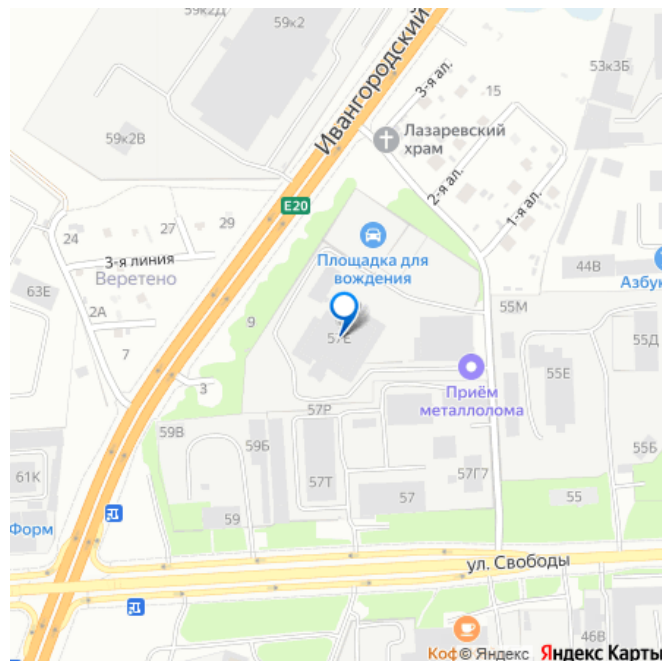 59к2Д
59к2
Ивангородский
53к3Б
3-я ал.
15
59к2В
Лазаревский
храм
2-я ал.
1-я ал.
E20
29
27
24
3-я линия
Веретено
Площадка для
вождения
44В
Азбук
63Е
2А
9
57Е
55М
55Д
7
3
Приём
металлолома
55Е
57Р
59В
59Б
55Б
61К
57Т
57Г7
57
55
59
Форм
ул. Свободы
46В
Коф
© Яндекс
Яндекс Карты